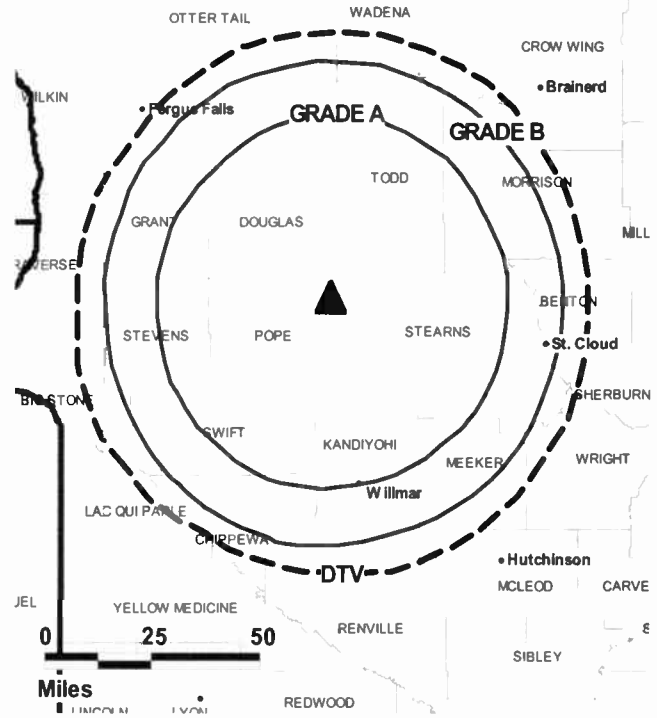 OTTER TAIL
WADENA
CROW WING
Brainerd
WILKIN
Fergus Falls
GRADE A
GRADE B
TODD
MORRISON
GRANT
DOUGLAS
MILL
RAVERSE
BENTON
STEVENS
POPE
STEARNS
St. Cloud
BIG STONE
SHERBURN
SWIFT
KANDIYOHI
MEEKER
WRIGHT
Willmar
LAC QUI PARLE
CHIPPEWA
Hutchinson
DTV
MCLEOD
CARVE
UEL
YELLOW MEDICINE
RENVILLE
S
0 25 50
SIBLEY
Miles
LINCOLN
LYON
REDWOOD